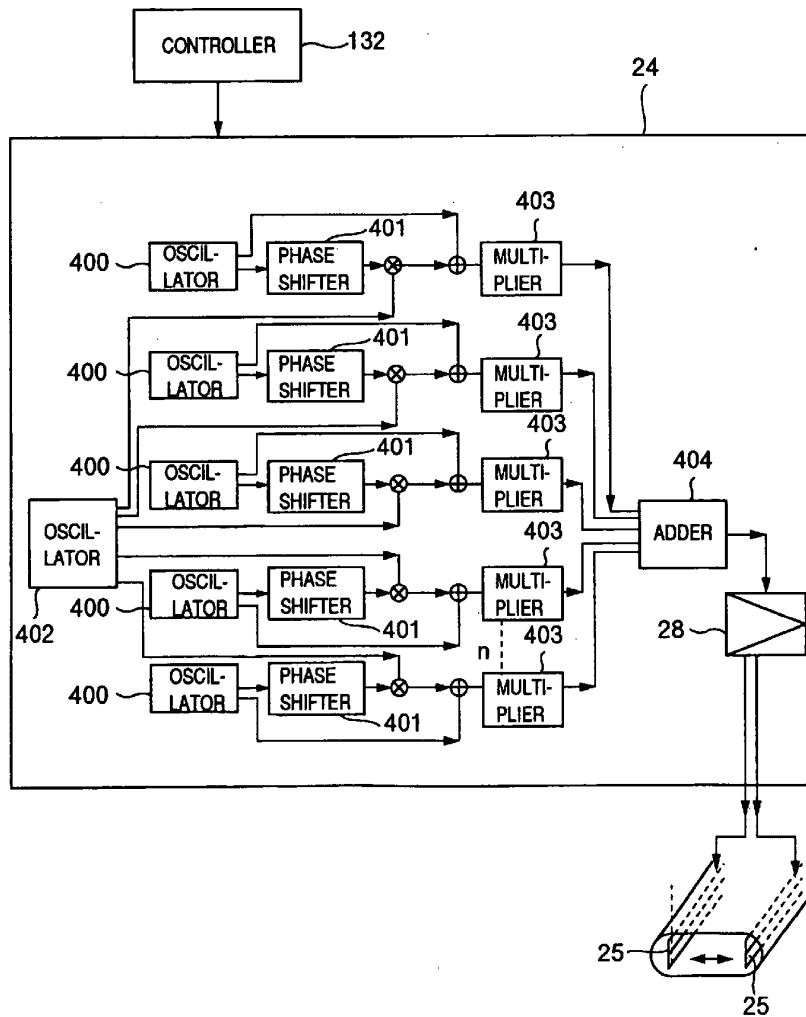 CONTROLLER
132
24
403
401
400
OSCIL-
LATOR
PHASE
SHIFTER
MULTI-
PLIER
403
401
400
OSCIL-
LATOR
PHASE
SHIFTER
MULTI-
PLIER
403
401
400
OSCIL-
LATOR
PHASE
SHIFTER
MULTI-
PLIER
404
OSCIL-
LATOR
ADDER
402
403
400
OSCIL-
LATOR
PHASE
SHIFTER
MULTI-
PLIER
28
401
n
403
400
OSCIL-
LATOR
PHASE
SHIFTER
MULTI-
PLIER
401
25
25